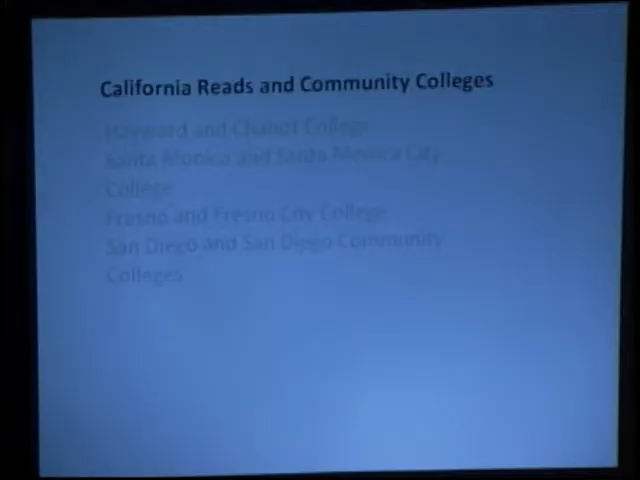 California Reads and Community Colleges
Hayward and Chabot College
Santa Monica and Santa Monica City
College
Fresno and Fresno City College
San Diego and San Diego Community
Colleges